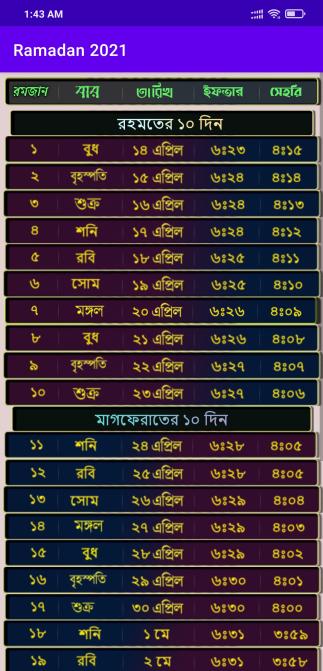 1:43 AM
Ramadan 2021
রমজান বার তারিখ ইফতার সেহরি
রহমতের ১০ দিন
১ বুধ ১৪ এপ্রিল ৬ঃ২৩ ৪ঃ১৫
২ বৃহস্পতি ১৫ এপ্রিল ৬ঃ২৪ ৪ঃ১৪
৩ শুক্র ১৬ এপ্রিল ৬ঃ২৪ ৪ঃ১৩
৪ শনি ১৭ এপ্রিল ৬ঃ২৪ ৪ঃ১২
৫ রবি ১৮ এপ্রিল ৬ঃ২৫ ৪ঃ১১
৬ সোম ১৯ এপ্রিল ৬ঃ২৫ ৪ঃ১০
৭ মঙ্গল ২০ এপ্রিল ৬ঃ২৬ ৪ঃ০৯
৮ বুধ ২১ এপ্রিল ৬ঃ২৬ ৪ঃ০৮
৯ বৃহস্পতি ২২ এপ্রিল ৬ঃ২৭ ৪ঃ০৭
১০ শুক্র ২৩ এপ্রিল ৬ঃ২৭ ৪ঃ০৬
মাগফেরাতের ১০ দিন
১১ শনি ২৪ এপ্রিল ৬ঃ২৮ ৪ঃ০৫
১২ রবি ২৫ এপ্রিল ৬ঃ২৮ ৪ঃ০৫
১৩ সোম ২৬ এপ্রিল ৬ঃ২৯ ৪ঃ০৪
১৪ মঙ্গল ২৭ এপ্রিল ৬ঃ২৯ ৪ঃ০৩
১৫ বুধ ২৮ এপ্রিল ৬ঃ২৯ ৪ঃ০২
১৬ বৃহস্পতি ২৯ এপ্রিল ৬ঃ৩০ ৪ঃ০১
১৭ শুক্র ৩০ এপ্রিল ৬ঃ৩০ ৪ঃ০০
১৮ শনি ১ মে ৬ঃ৩১ ৩ঃ৫৯
১৯ রবি ২ মে ৬ঃ৩১ ৩ঃ৫৮